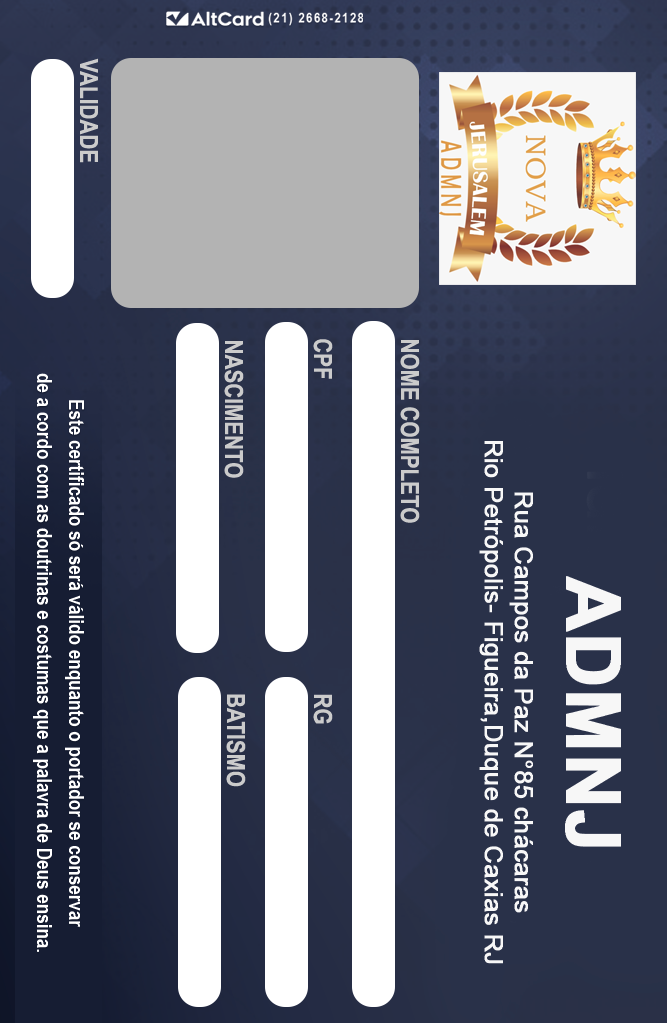 AltCard (21) 2668-2128
NOVA
JERUSALEM
ADMNJ
ADMNJ
Rua Campos da Paz N°85 chácaras
Rio Petrópolis- Figueira,Duque de Caxias RJ
NOME COMPLETO
CPF
RG
NASCIMENTO
BATISMO
VALIDADE
Este certificado só será válido enquanto o portador se conservar
de a cordo com as doutrinas e costumas que a palavra de Deus ensina.